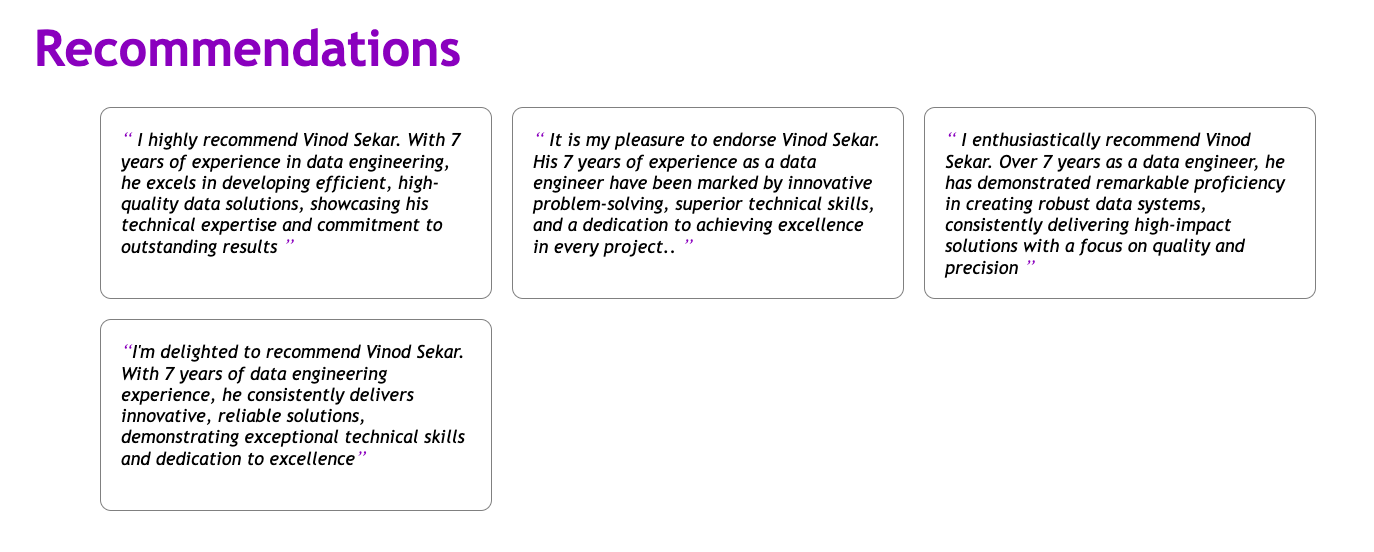 Recommendations
“ I highly recommend Vinod Sekar. With 7
years of experience in data engineering,
he excels in developing efficient, high-
quality data solutions, showcasing his
technical expertise and commitment to
outstanding results ”
“ It is my pleasure to endorse Vinod Sekar.
His 7 years of experience as a data
engineer have been marked by innovative
problem-solving, superior technical skills,
and a dedication to achieving excellence
in every project.. ”
“ I enthusiastically recommend Vinod
Sekar. Over 7 years as a data engineer, he
has demonstrated remarkable proficiency
in creating robust data systems,
consistently delivering high-impact
solutions with a focus on quality and
precision ”
“I'm delighted to recommend Vinod Sekar.
With 7 years of data engineering
experience, he consistently delivers
innovative, reliable solutions,
demonstrating exceptional technical skills
and dedication to excellence”